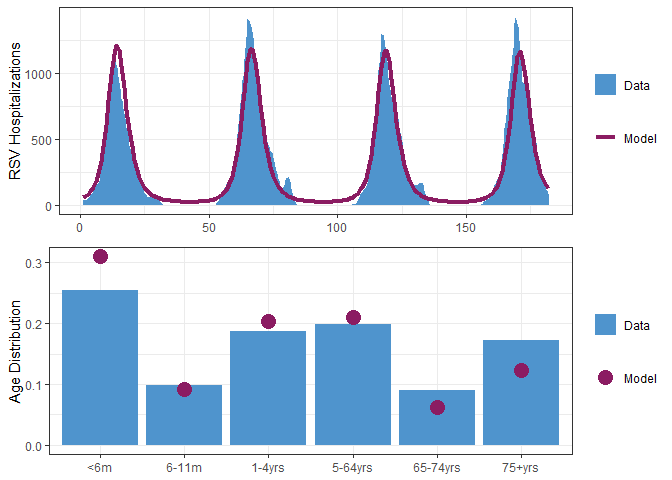 RSV Hospitalizations
1000
500
0
0
50
100
150
Data
Model
Age Distribution
0.3
0.2
0.1
0.0
<6m
6-11m
1-4yrs
5-64yrs
65-74yrs
75+yrs
Data
Model